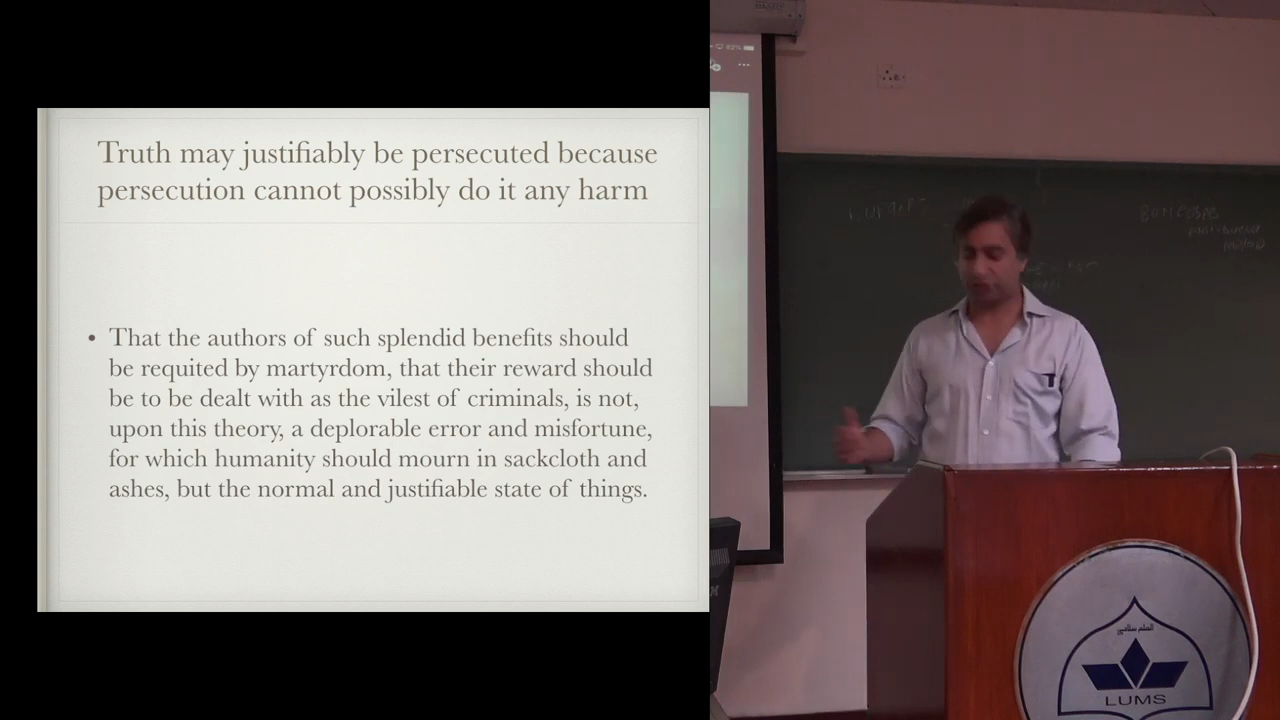 Truth may justifiably be persecuted because
persecution cannot possibly do it any harm
• That the authors of such splendid benefits should
be requited by martyrdom, that their reward should
be to be dealt with as the vilest of criminals, is not,
upon this theory, a deplorable error and misfortune,
for which humanity should mourn in sackcloth and
ashes, but the normal and justifiable state of things.
82%
LUMS